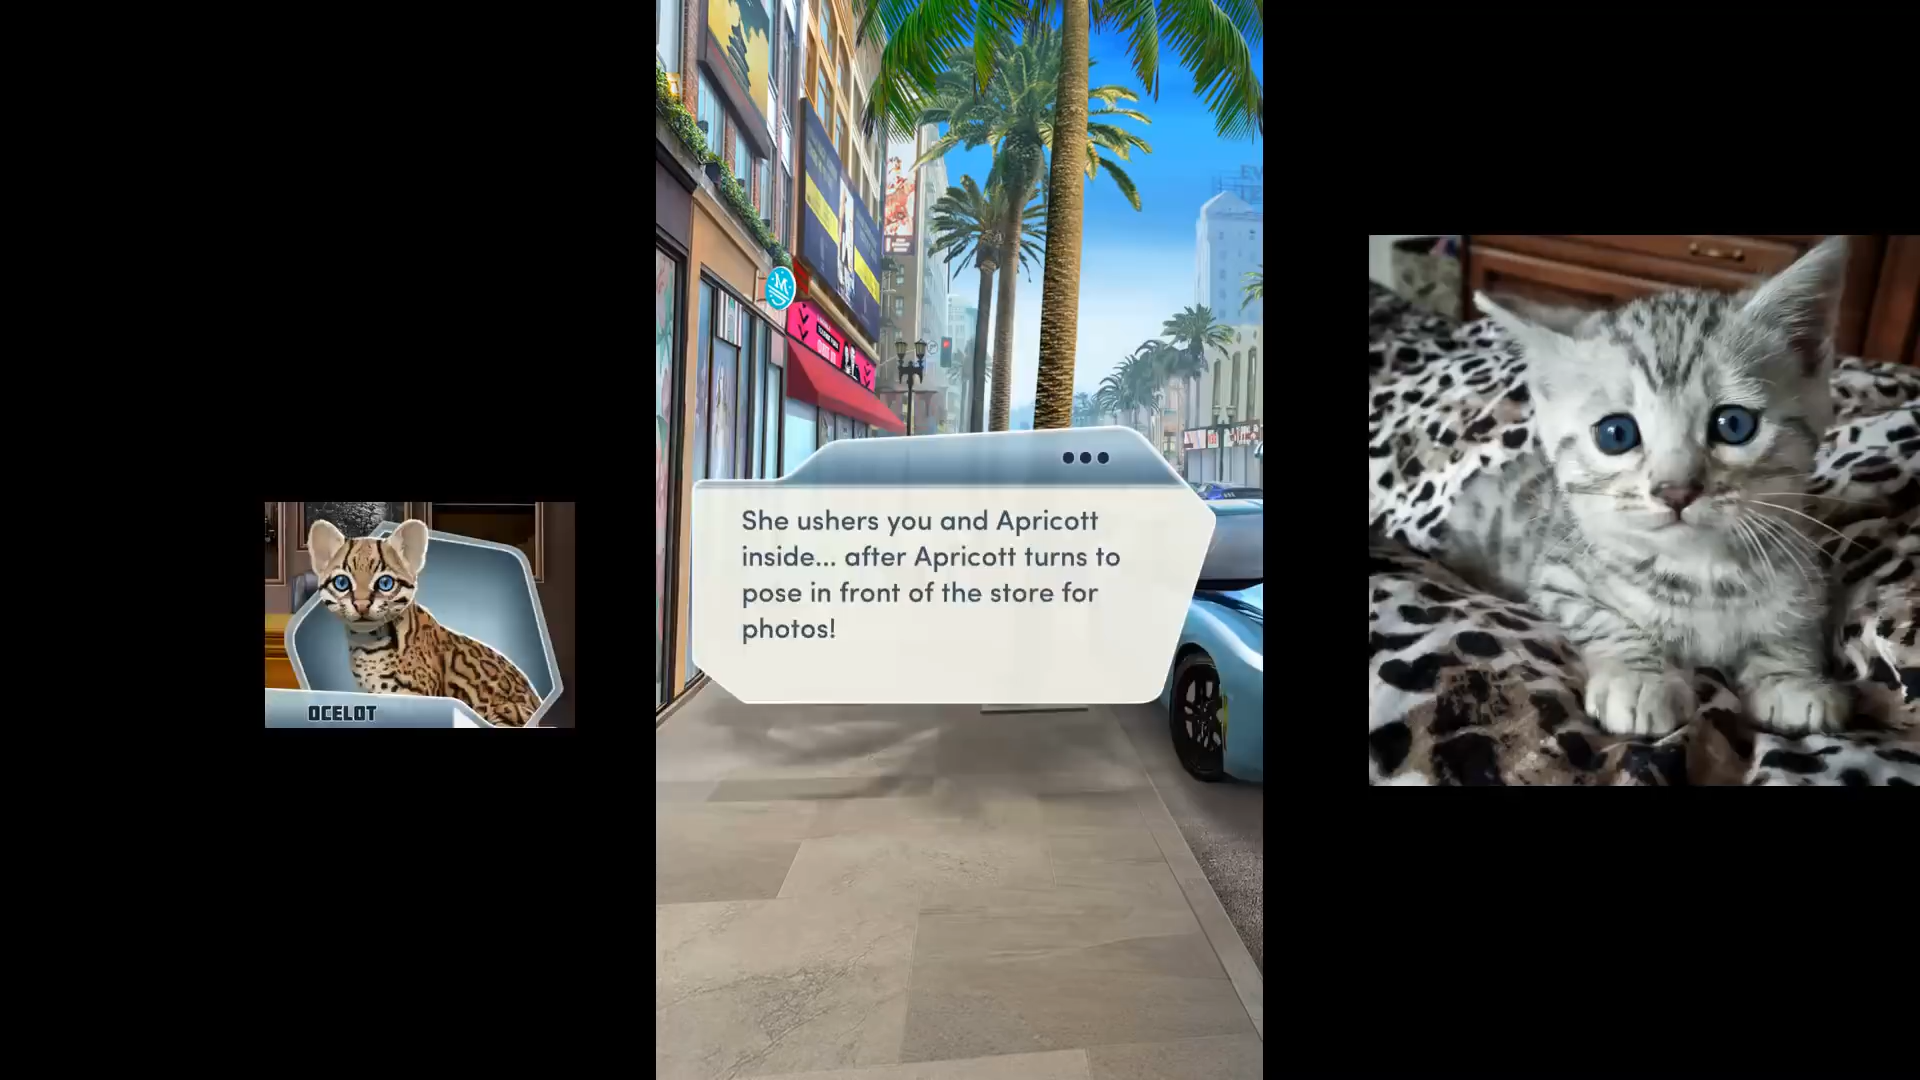 She ushers you and Apricott
inside... after Apricott turns to
pose in front of the store for
photos!
OCELOT